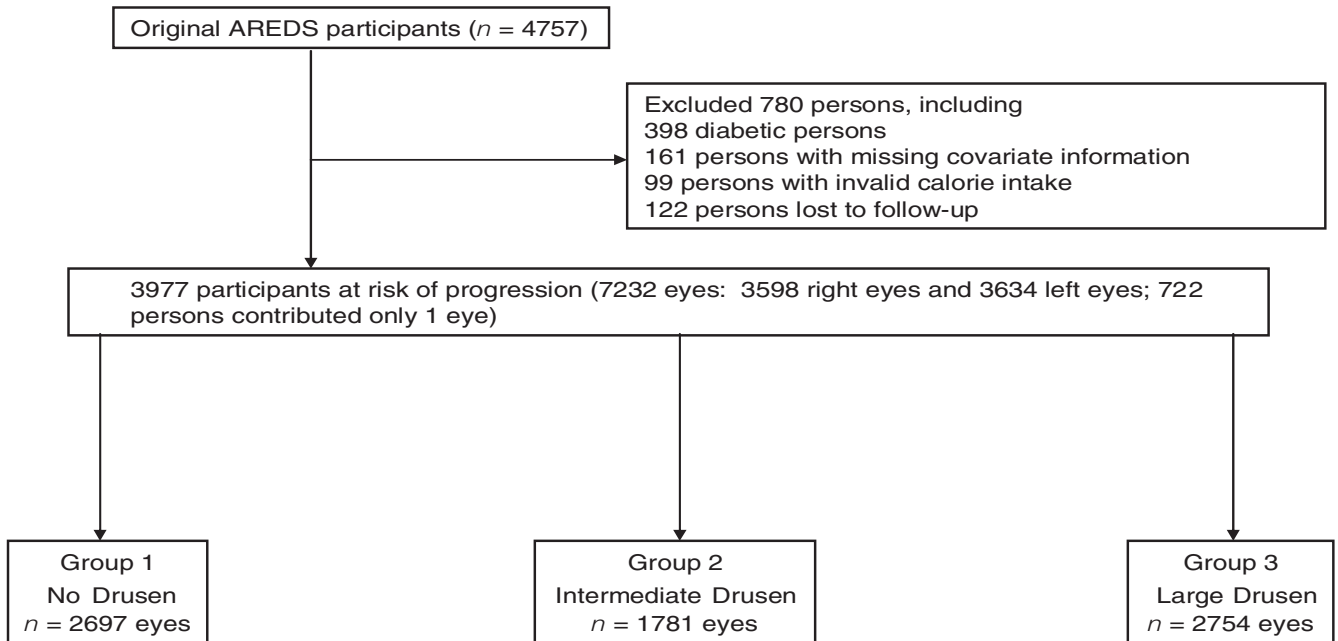 Original AREDS participants (n = 4757)
Excluded 780 persons, including
398 diabetic persons
161 persons with missing covariate information
99 persons with invalid calorie intake
122 persons lost to follow-up
3977 participants at risk of progression (7232 eyes: 3598 right eyes and 3634 left eyes; 722
persons contributed only 1 eye)
Group 1
No Drusen
n = 2697 eyes
Group 2
Intermediate Drusen
n = 1781 eyes
Group 3
Large Drusen
n = 2754 eyes